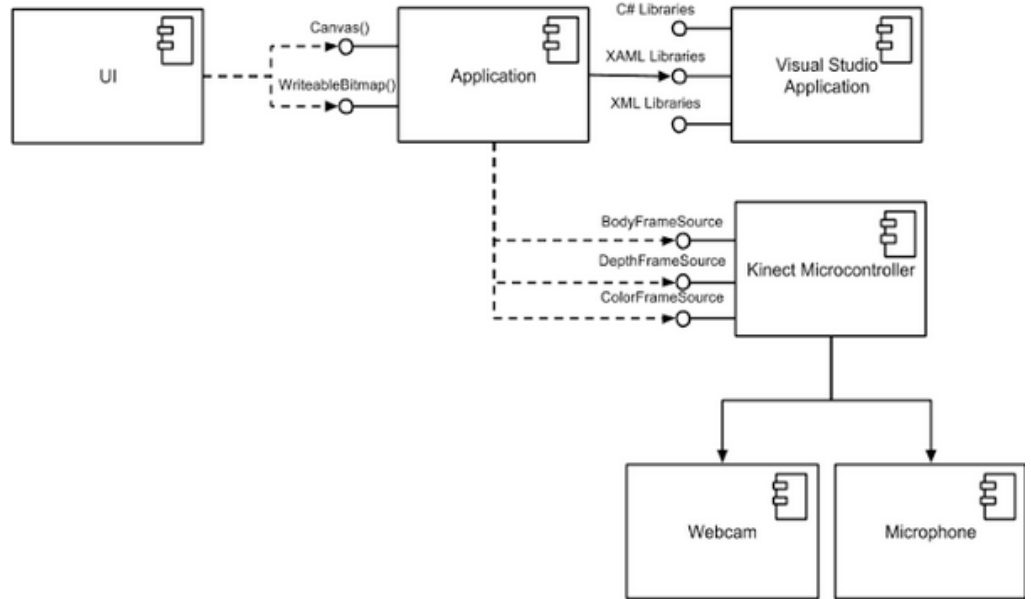 UI
Canvas()
WriteableBitmap()
Application
C# Libraries
XAML Libraries
XML Libraries
Visual Studio
Application
BodyFrameSource
DepthFrameSource
ColorFrameSource
Kinect Microcontroller
Webcam
Microphone